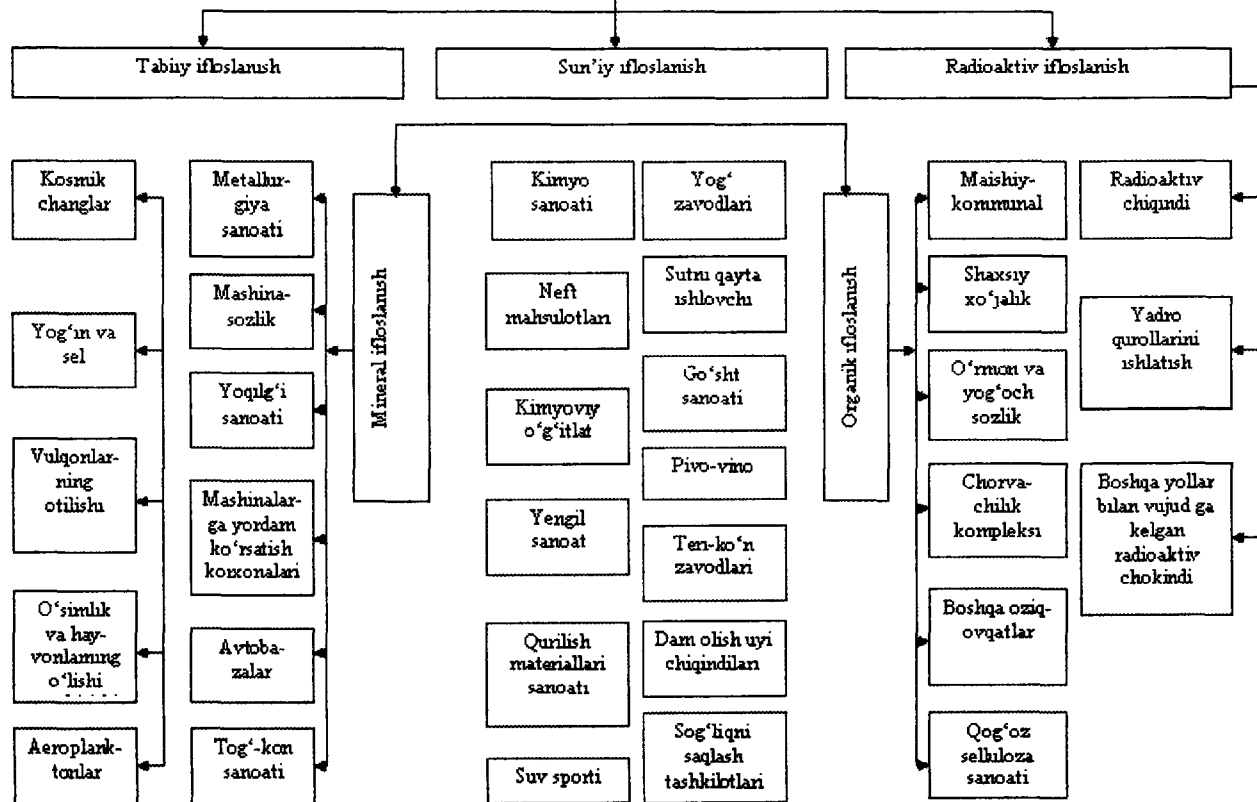 Tabiiy ifloslanish
Sun'iy ifloslanish
Radioaktiv ifloslanish
Kosmik
changlar
Yog‘in va
sel
Vulqonlar-
ning
otilishi
O‘simlik
va hay-
vonlarning
o‘lishi
Aeroplank-
tonlar
Metallur-
giya
sanoati
Mashina-
sozlik
Yoqilg‘i
sanoati
Mashinalar-
ga yordam
ko‘rsatish
korxonalari
Avtoba-
zalar
Tog‘-kon
sanoati
Mineral ifloslanish
Kimyo
sanoati
Neft
mahsulotlari
Kimyoviy
o‘g‘itlat
Yengil
sanoat
Qurilish
materiallari
sanoati
Suv sporti
Yog‘
zavodlari
Sutni qayta
ishlovchi
Go‘sht
sanoati
Pivo-vino
Teri-ko‘n
zavodlari
Dam olish uyi
chiqindilari
Sog‘liqni
saqlash
tashkilotlari
Organik ifloslanish
Maishiy-
kommunal
Shaxsiy
xo‘jalik
O‘rmon va
yog‘och
sozlik
Chorva-
chilik
kompleksi
Boshqa oziq-
ovqatlar
Qog‘oz
selluloza
sanoati
Radioaktiv
chiqindi
Yadro
qurollarini
ishlatish
Boshqa yollar
bilan vujud ga
kelgan
radioaktiv
chokindi